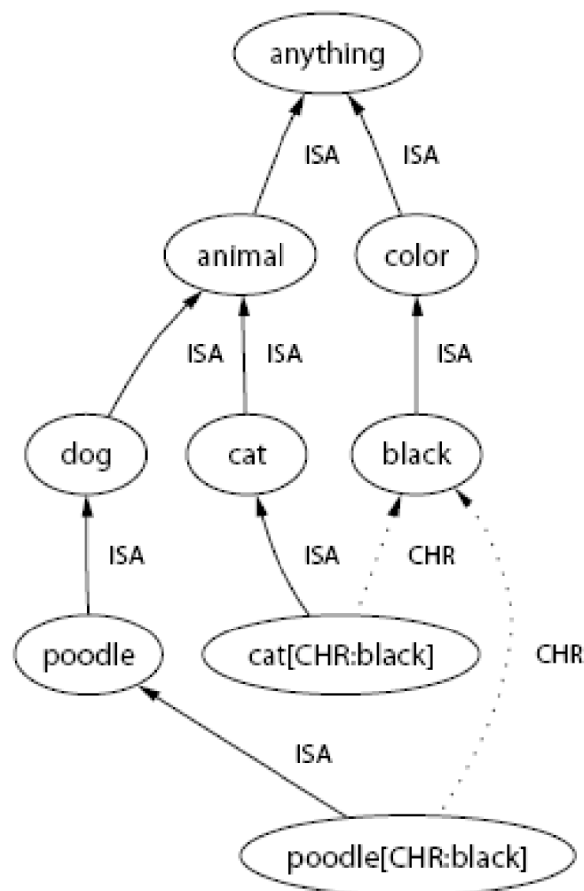 anything
ISA
ISA
animal
color
ISA
ISA
ISA
dog
cat
black
ISA
ISA
CHR
poodle
cat[CHR:black]
CHR
ISA
poodle[CHR:black]